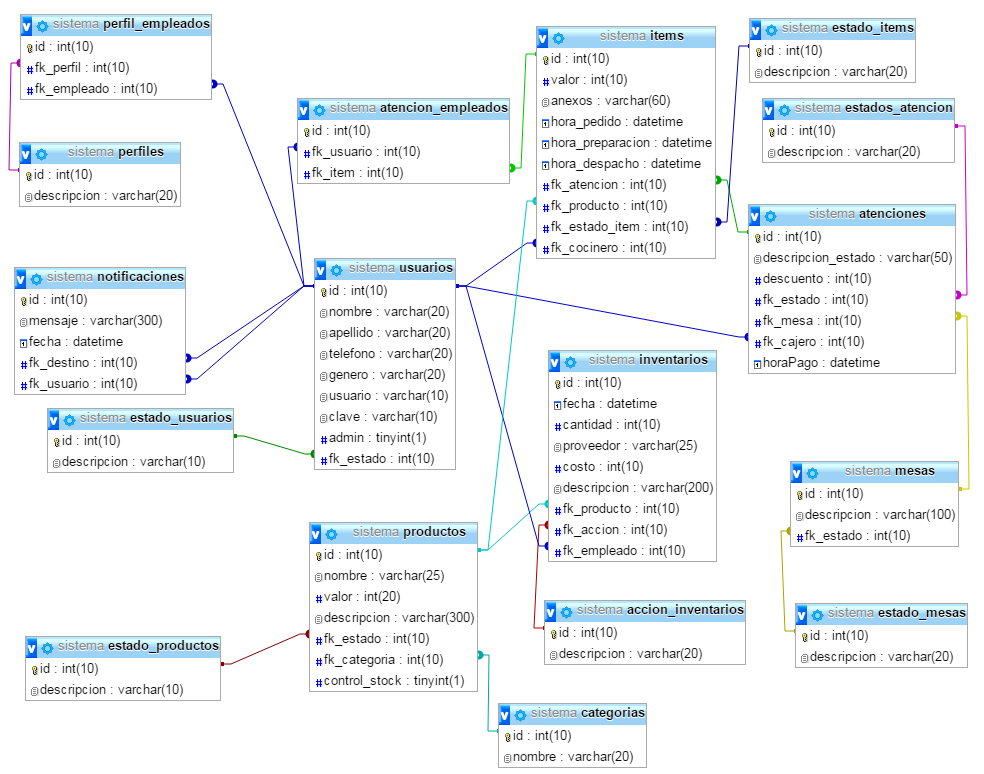 sistema perfil_empleados
id : int(10)
fk_perfil : int(10)
fk_empleado : int(10)
sistema perfiles
id : int(10)
descripcion : varchar(20)
sistema atencion_empleados
id : int(10)
fk_usuario : int(10)
fk_item : int(10)
sistema items
id : int(10)
valor : int(10)
anexos : varchar(60)
hora_pedido : datetime
hora_preparacion : datetime
hora_despacho : datetime
fk_atencion : int(10)
fk_producto : int(10)
fk_estado_item : int(10)
fk_cocinero : int(10)
sistema estado_items
id : int(10)
descripcion : varchar(20)
sistema estados_atencion
id : int(10)
descripcion : varchar(20)
sistema atenciones
id : int(10)
descripcion_estado : varchar(50)
descuento : int(10)
fk_estado : int(10)
fk_mesa : int(10)
fk_cajero : int(10)
horaPago : datetime
sistema notificaciones
id : int(10)
mensaje : varchar(300)
fecha : datetime
fk_destino : int(10)
fk_usuario : int(10)
sistema usuarios
id : int(10)
nombre : varchar(20)
apellido : varchar(20)
telefono : varchar(20)
genero : varchar(20)
usuario : varchar(10)
clave : varchar(10)
admin : tinyint(1)
fk_estado : int(10)
sistema estado_usuarios
id : int(10)
descripcion : varchar(10)
sistema inventarios
id : int(10)
fecha : datetime
cantidad : int(10)
proveedor : varchar(25)
costo : int(10)
descripcion : varchar(200)
fk_producto : int(10)
fk_accion : int(10)
fk_empleado : int(10)
sistema mesas
id : int(10)
descripcion : varchar(100)
fk_estado : int(10)
sistema productos
id : int(10)
nombre : varchar(25)
valor : int(20)
descripcion : varchar(300)
fk_estado : int(10)
fk_categoria : int(10)
control_stock : tinyint(1)
sistema accion_inventarios
id : int(10)
descripcion : varchar(20)
sistema estado_mesas
id : int(10)
descripcion : varchar(20)
sistema estado_productos
id : int(10)
descripcion : varchar(10)
sistema categorias
id : int(10)
nombre : varchar(20)